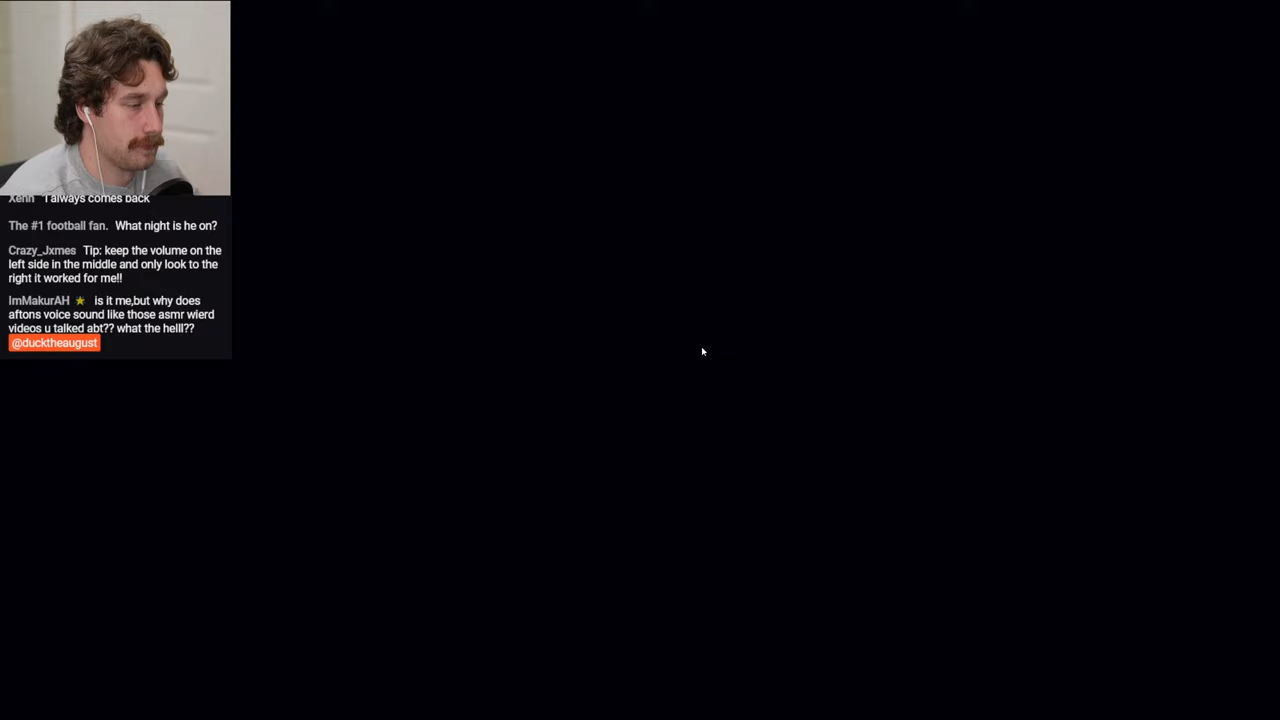 Xenh "I always comes back
The #1 football fan. What night is he on?
Crazy_Jxmes Tip: keep the volume on the
left side in the middle and only look to the
right it worked for me!!
ImMakurAH is it me,but why does
aftons voice sound like those asmr wierd
videos u talked abt?? what the helll??
@ducktheaugust